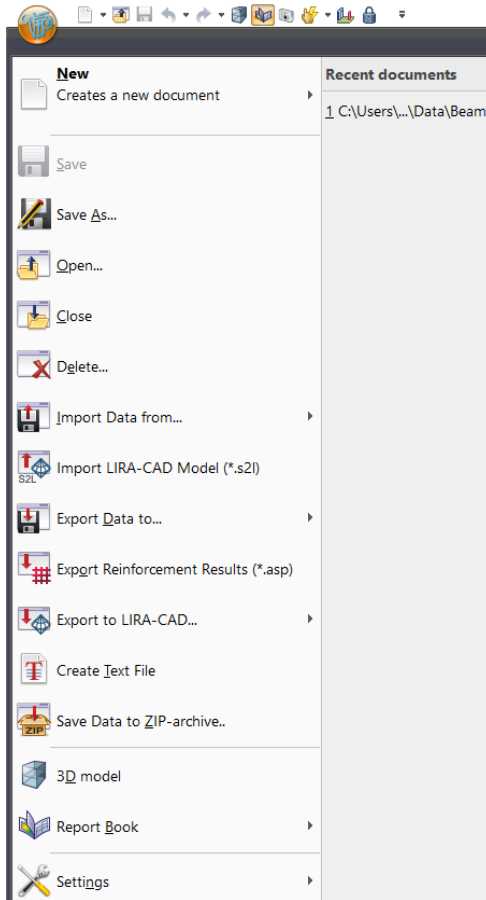 New
Creates a new document
Save
Save As...
Open...
Close
Delete...
Import Data from...
S2L
Import LIRA-CAD Model (*.s2l)
Export Data to...
Export Reinforcement Results (*.asp)
Export to LIRA-CAD...
Create Text File
ZIP
Save Data to ZIP-archive..
3D model
Report Book
Settings
Recent documents
1 C:\Users\...\Data\Beam